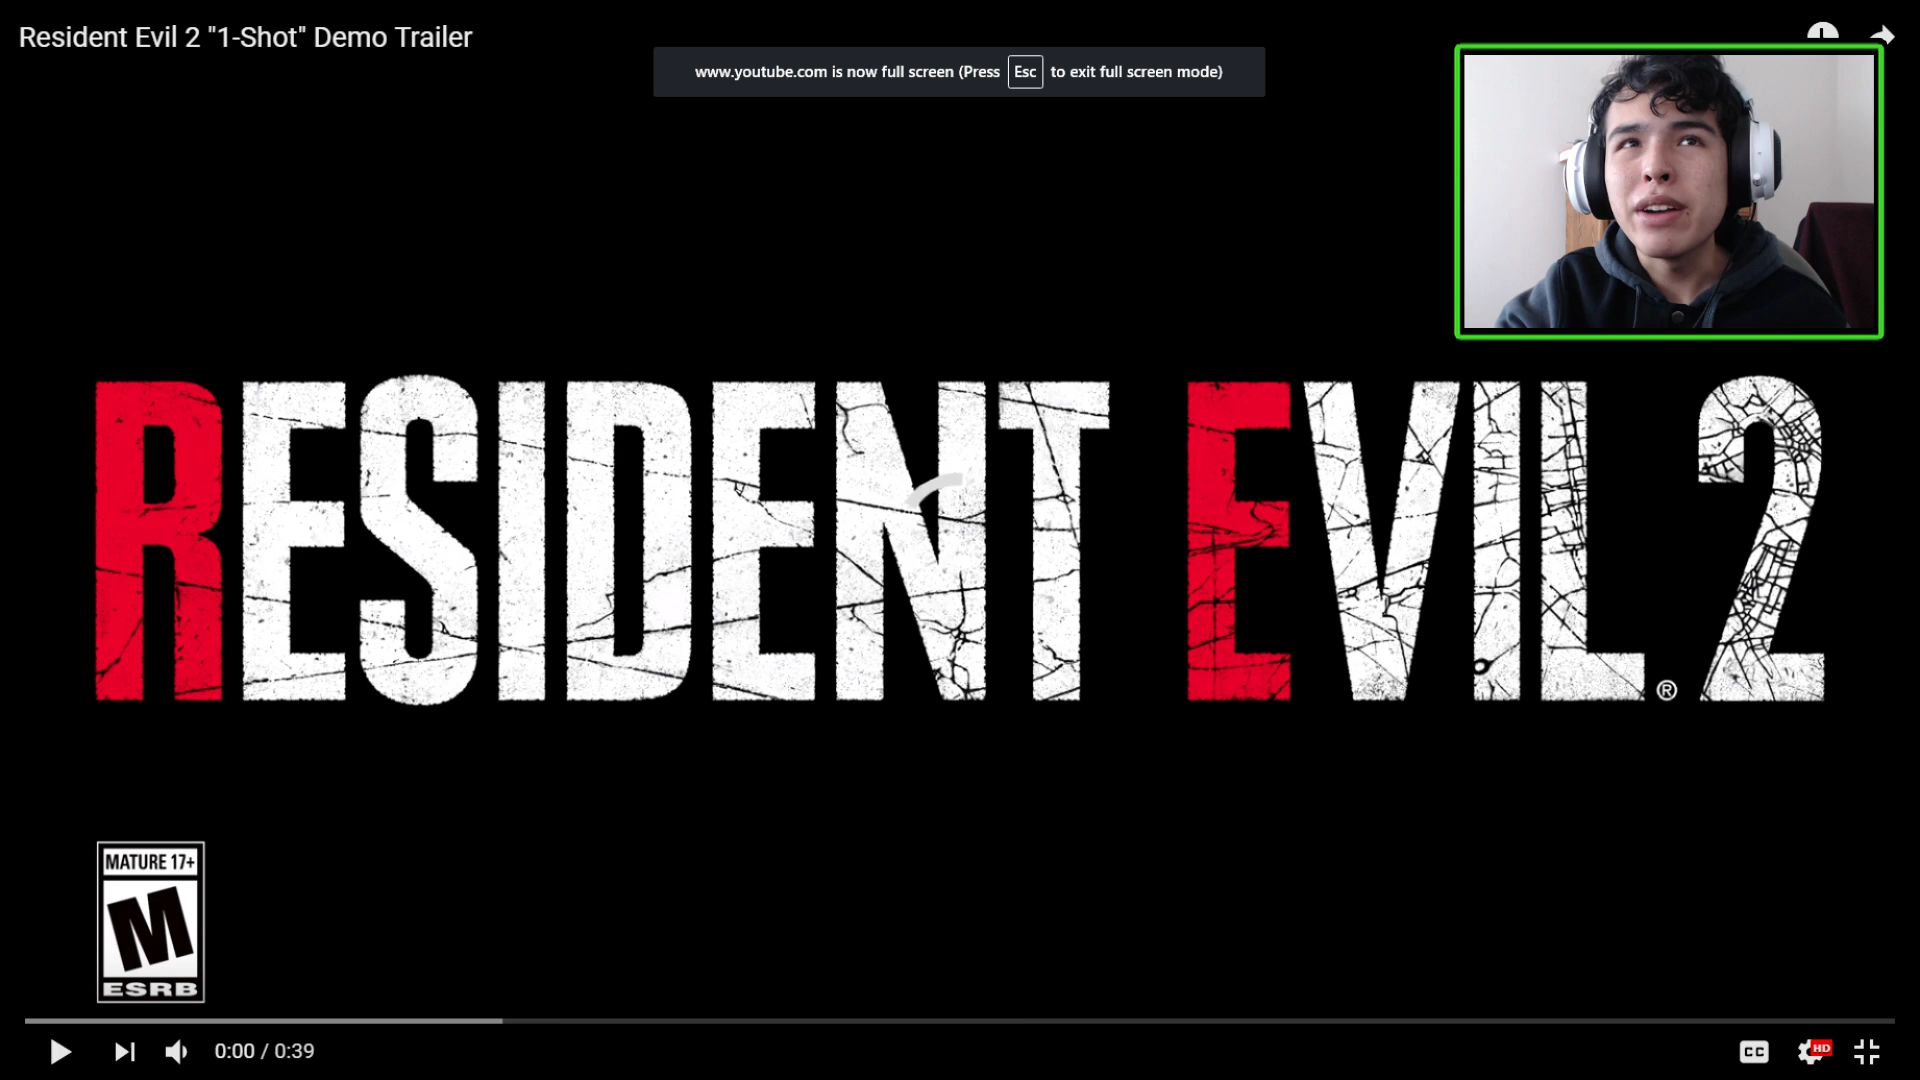 Resident Evil 2 "1-Shot" Demo Trailer
www.youtube.com is now full screen (Press Esc to exit full screen mode)
RESIDENT EVIL®2
MATURE 17+
M
ESRB
0:00 / 0:39
CC
HD